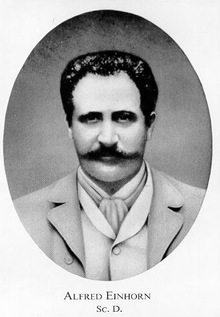 ALFRED EINHORN
SC. D.